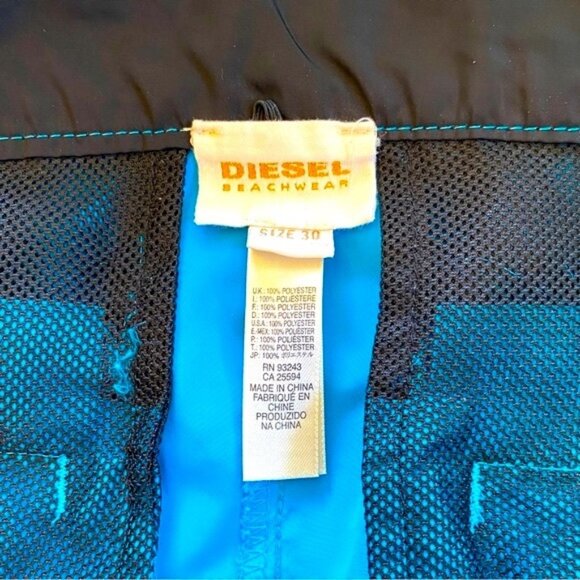 DIESEL
BEACHWEAR
SIZE 30
U.K.: 100% POLYESTER
I.: 100% POLIESTERE
F.: 100% POLYESTER
D.: 100% POLYESTER
U.S.A.: 100% POLYESTER
E-MEX: 100% POLIESTER
P.: 100% POLYESTER
T.: 100% POLYESTER
JP: 100% ポリエステル
RN 93243
CA 25594
MADE IN CHINA
FABRIQUÉ EN
CHINE
PRODUZIDO
NA CHINA